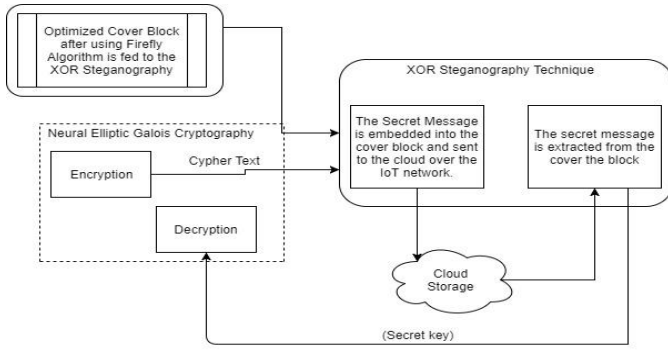 Optimized Cover Block
after using Firefly
Algorithm is fed to the
XOR Steganography
XOR Steganography Technique
The Secret Message
is embedded into the
cover block and sent
to the cloud over the
IoT network.
The secret message
is extracted from the
cover the block
Neural Elliptic Galois Cryptography
Encryption
Cypher Text
Decryption
Cloud
Storage
(Secret key)